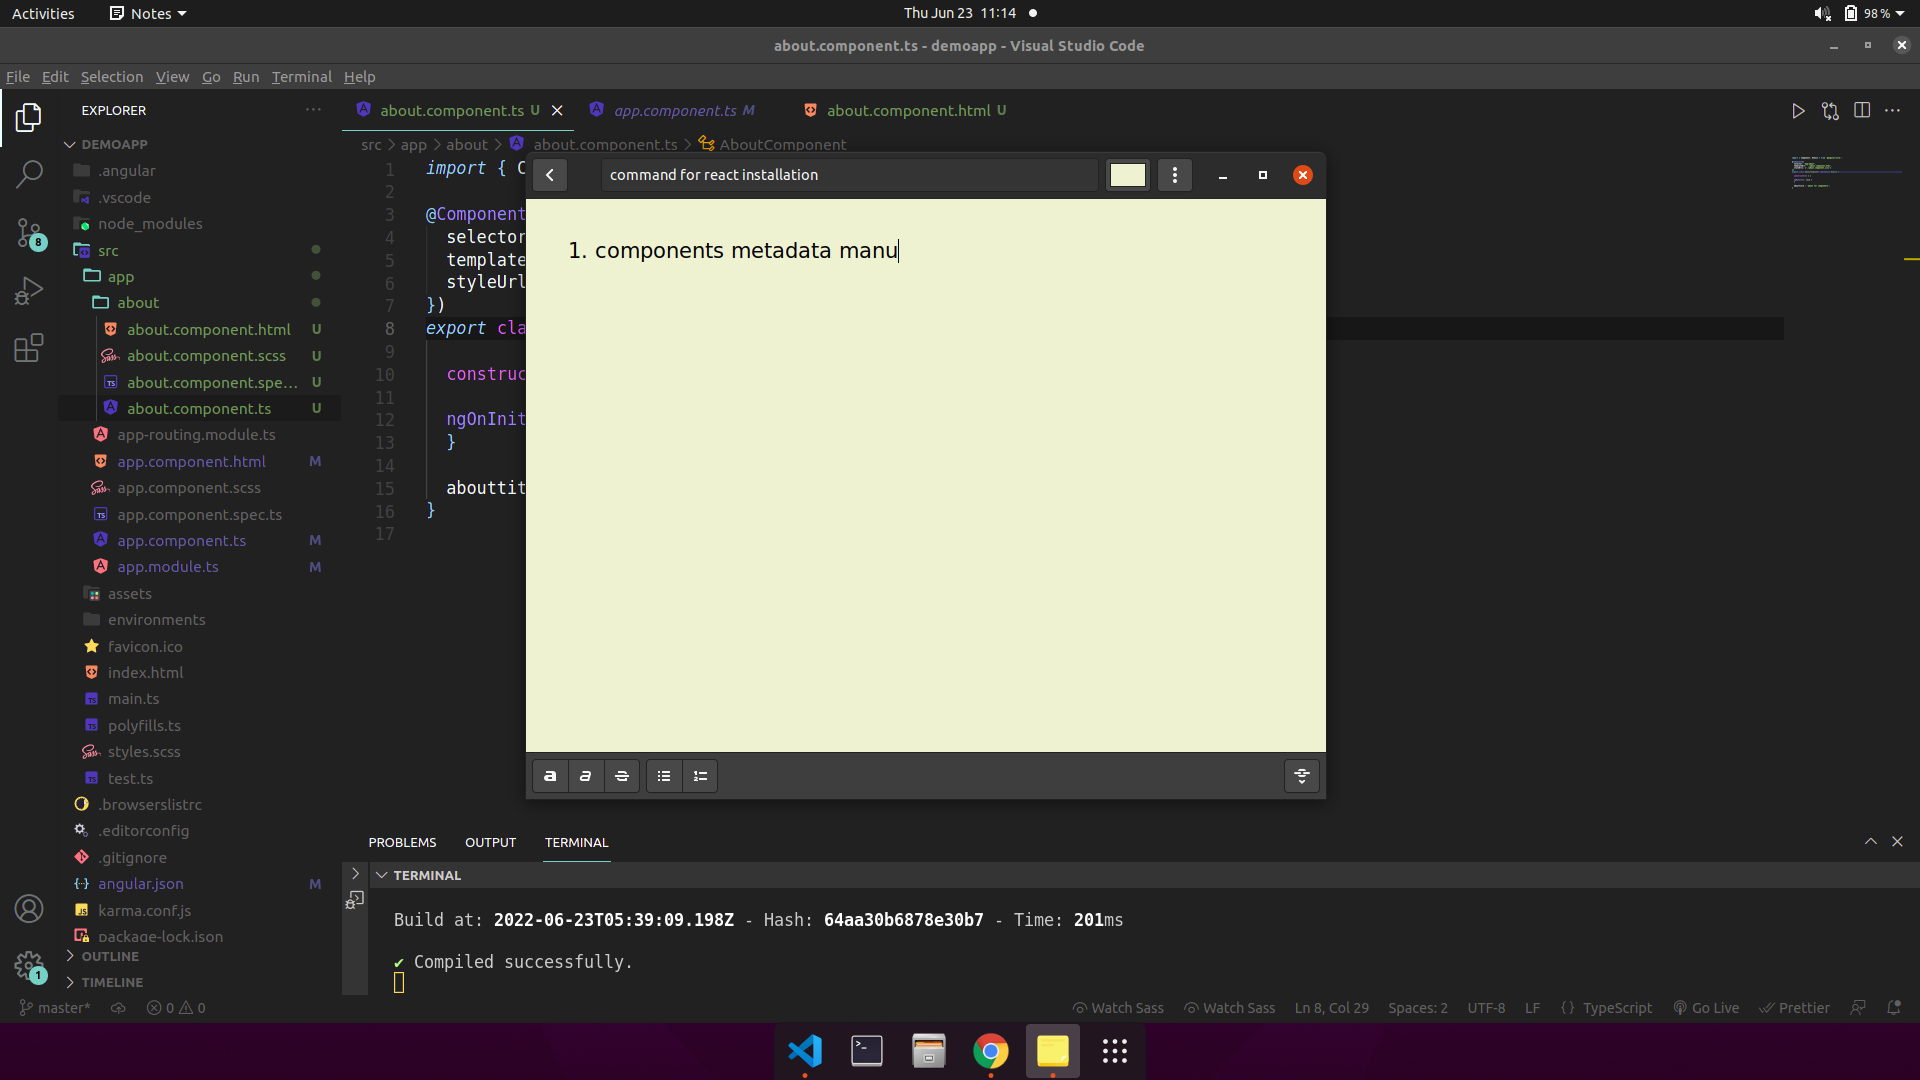 Activities
Notes
Thu Jun 23 11:14
98 %
about.component.ts - demoapp - Visual Studio Code
File Edit Selection View Go Run Terminal Help
EXPLORER
about.component.ts U
app.component.ts M
about.component.html U
DEMOAPP
src > app > about > about.component.ts > AboutComponent
.angular
.vscode
node_modules
src
app
about
about.component.html U
about.component.scss U
about.component.spe... U
about.component.ts U
app-routing.module.ts
app.component.html M
app.component.scss
app.component.spec.ts
app.component.ts M
app.module.ts M
assets
environments
favicon.ico
index.html
main.ts
polyfills.ts
styles.scss
test.ts
.browserslistrc
.editorconfig
.gitignore
angular.json M
karma.conf.js
package-lock.json
OUTLINE
TIMELINE
1 import { C
2
3 @Component
4 selector
5 template
6 styleUrl
7 })
8 export cla
9
10 construc
11
12 ngOnInit
13 }
14
15 abouttit
16 }
17
command for react installation
1. components metadata manu
PROBLEMS OUTPUT TERMINAL
TERMINAL
Build at: 2022-06-23T05:39:09.198Z - Hash: 64aa30b6878e30b7 - Time: 201ms
✔ Compiled successfully.
8
1
master* 0 0 Watch Sass Watch Sass Ln 8, Col 29 Spaces: 2 UTF-8 LF {} TypeScript Go Live Prettier